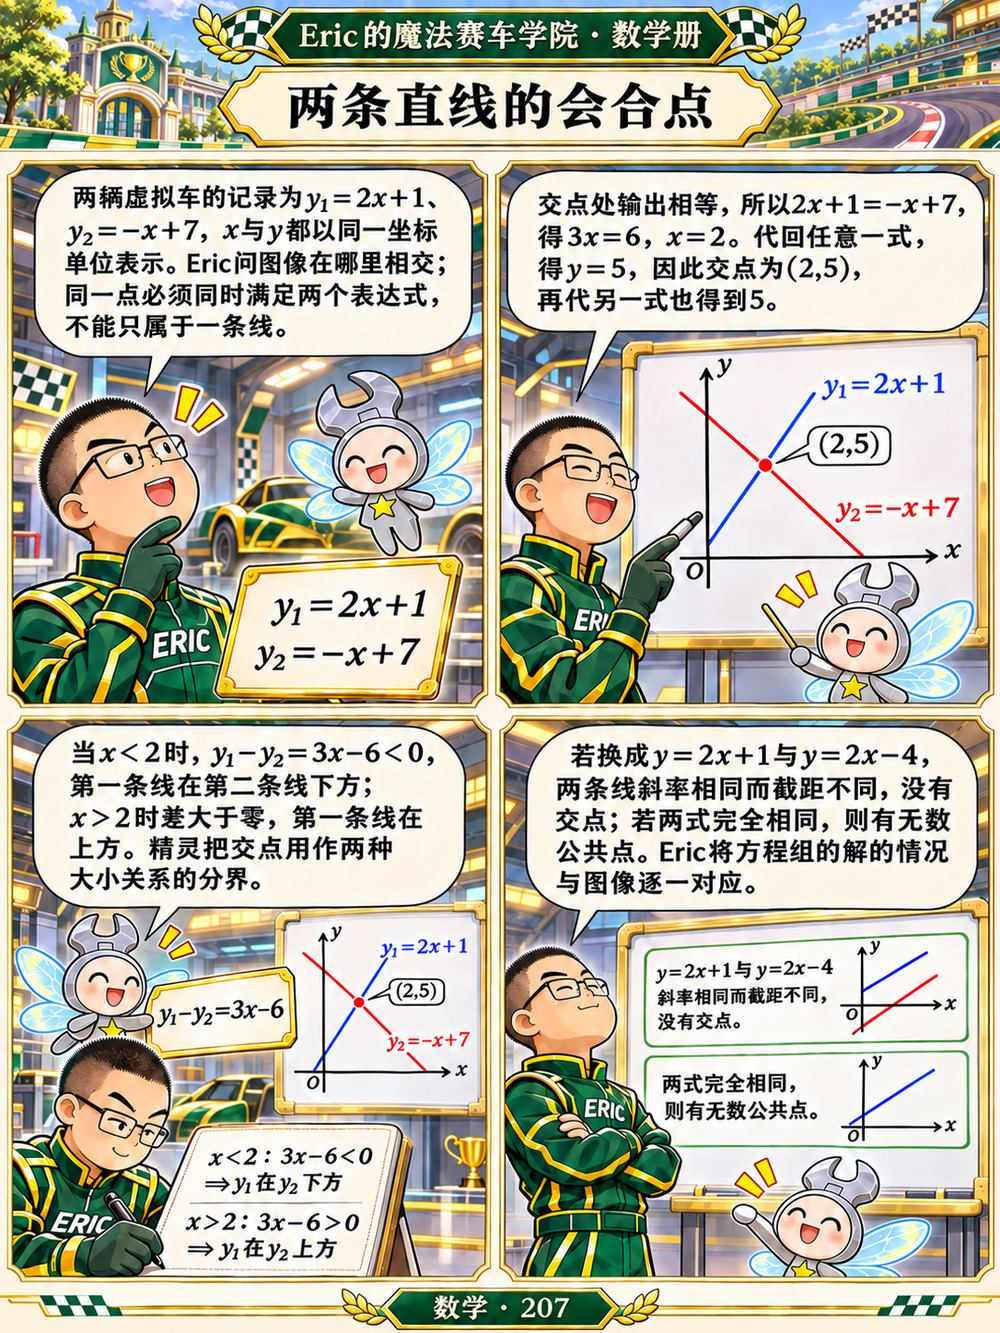 Eric的魔法赛车学院·数学册
两条直线的会合点
两辆虚拟车的记录为y₁=2x+1、
y₂=−x+7，x与y都以同一坐标
单位表示。Eric问图像在哪里相交；
同一点必须同时满足两个表达式，
不能只属于一条线。
ERIC
y₁=2x+1
y₂=−x+7
交点处输出相等，所以2x+1=−x+7，
得3x=6，x=2。代回任意一式，
得y=5，因此交点为(2,5)，
再代另一式也得到5。
y
y₁=2x+1
(2,5)
y₂=−x+7
x
O
ERIC
当x<2时，y₁−y₂=3x−6<0，
第一条线在第二条线下方；
x>2时差大于零，第一条线在
上方。精灵把交点用作两种
大小关系的分界。
y₁−y₂=3x−6
y
y₁=2x+1
(2,5)
y₂=−x+7
x
O
ERIC
x<2：3x−6<0
⇒y₁在y₂下方
x>2：3x−6>0
⇒y₁在y₂上方
若换成y=2x+1与y=2x−4，
两条线斜率相同而截距不同，没有
交点；若两式完全相同，则有无数
公共点。Eric将方程组的解的情况
与图像逐一对应。
y=2x+1与y=2x−4
斜率相同而截距不同，
没有交点。
y
x
O
两式完全相同，
则有无数公共点。
y
x
O
ERIC
数学·207